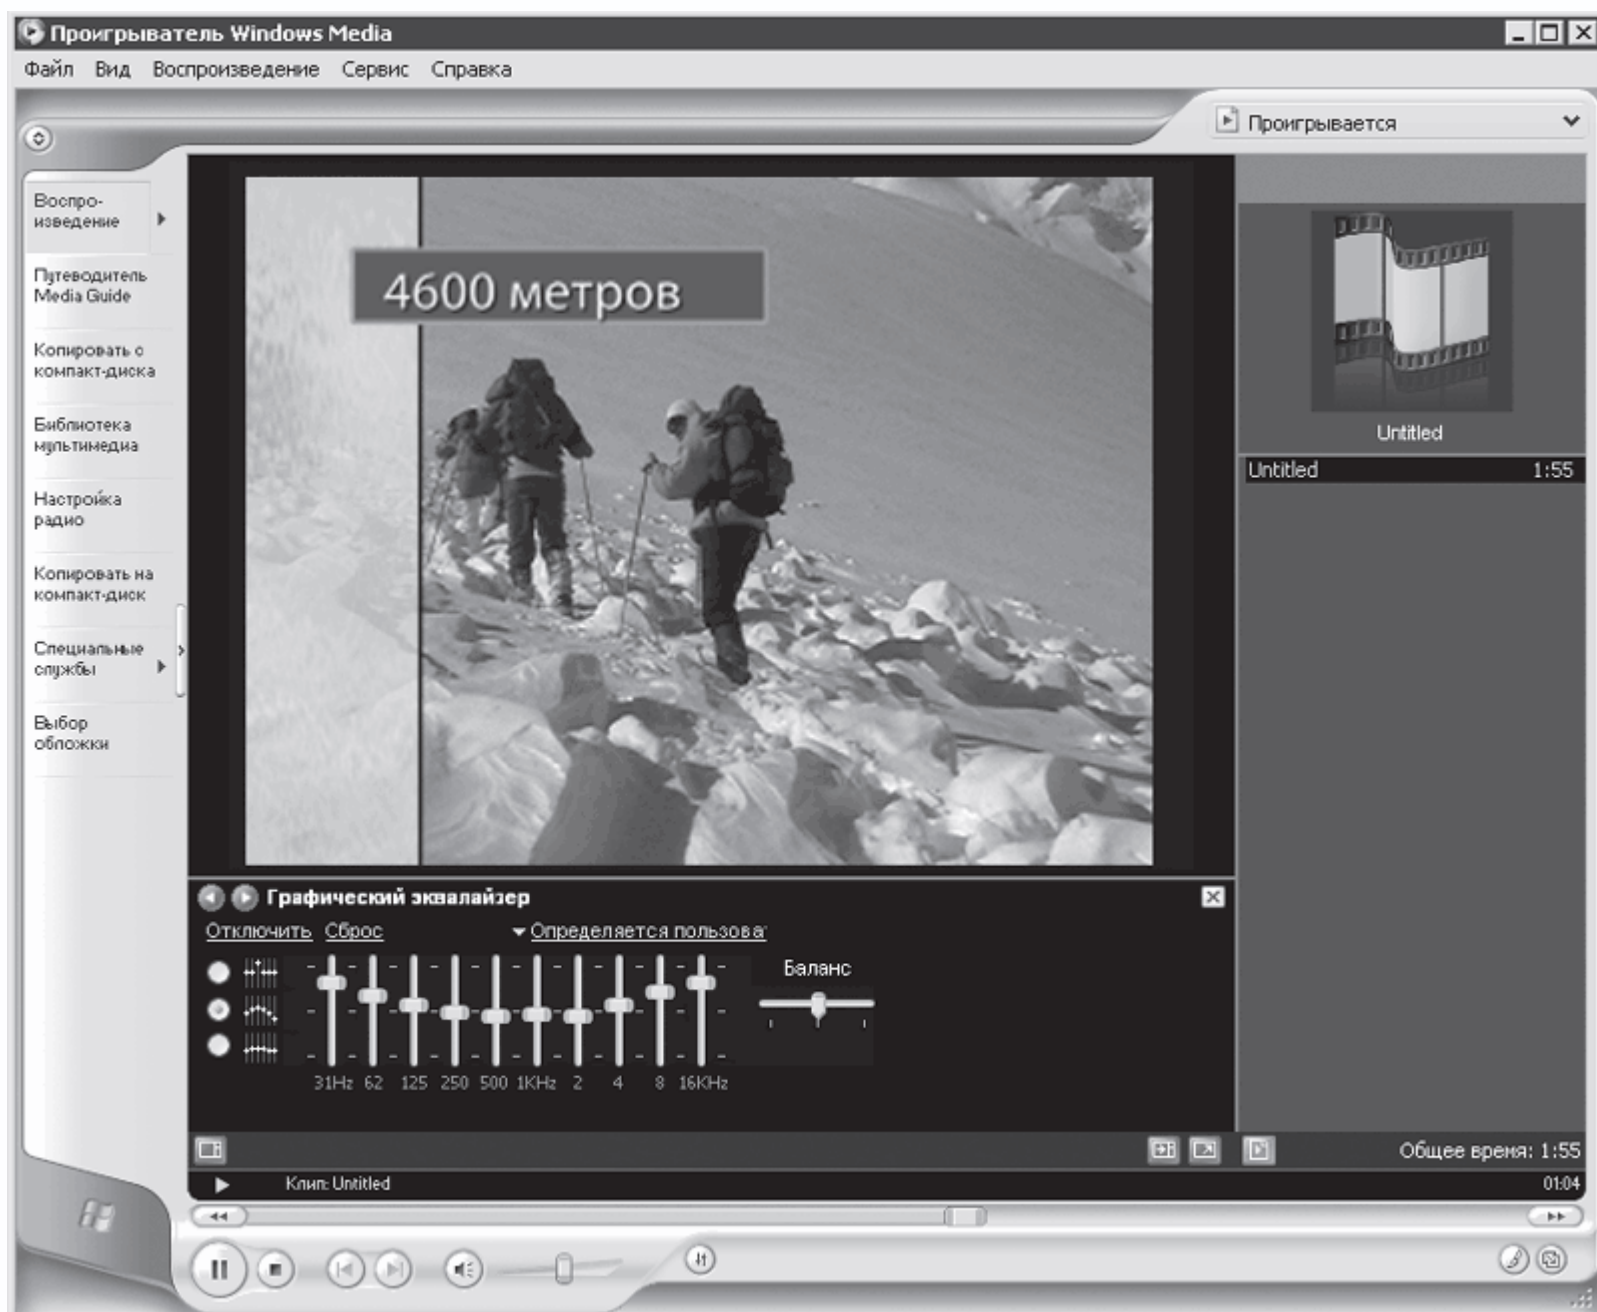 Проигрыватель Windows Media
Файл Вид Воспроизведение Сервис Справка
Проигрывается
Воспро-
изведение
Путеводитель
Media Guide
Копировать с
компакт-диска
Библиотека
мультимедиа
Настройка
радио
Копировать на
компакт-диск
Специальные
службы
Выбор
обложки
4600 метров
Untitled
Untitled 1:55
Графический эквалайзер
Отключить Сброс Определяется пользова
Баланс
31Hz 62 125 250 500 1KHz 2 4 8 16KHz
Общее время: 1:55
Клип: Untitled 01:04